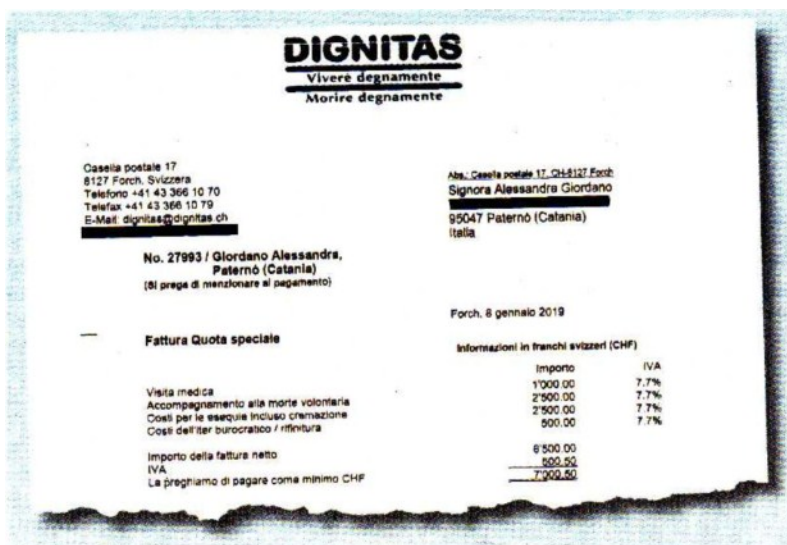 DIGNITAS
Vivere degnamente
Morire degnamente
Casella postale 17
8127 Forch, Svizzera
Telefono +41 43 366 10 70
Telefax +41 43 366 10 79
E-Mail: dignitas@dignitas.ch
Abs.: Casella postale 17, CH-8127 Forch
Signora Alessandra Giordano
95047 Paternò (Catania)
Italia
No. 27993 / Giordano Alessandra,
Paternò (Catania)
(Si prega di menzionare al pagamento)
Forch, 8 gennaio 2019
Fattura Quota speciale
Informazioni in franchi svizzeri (CHF)
Importo IVA
Visita medica 1'000.00 7.7%
Accompagnamento alla morte volontaria 2'500.00 7.7%
Costi per le esequie incluso cremazione 2'500.00 7.7%
Costi dell'iter burocratico / rifinitura 500.00 7.7%
Importo della fattura netto 6'500.00
IVA 500.50
La preghiamo di pagare come minimo CHF 7'000.50